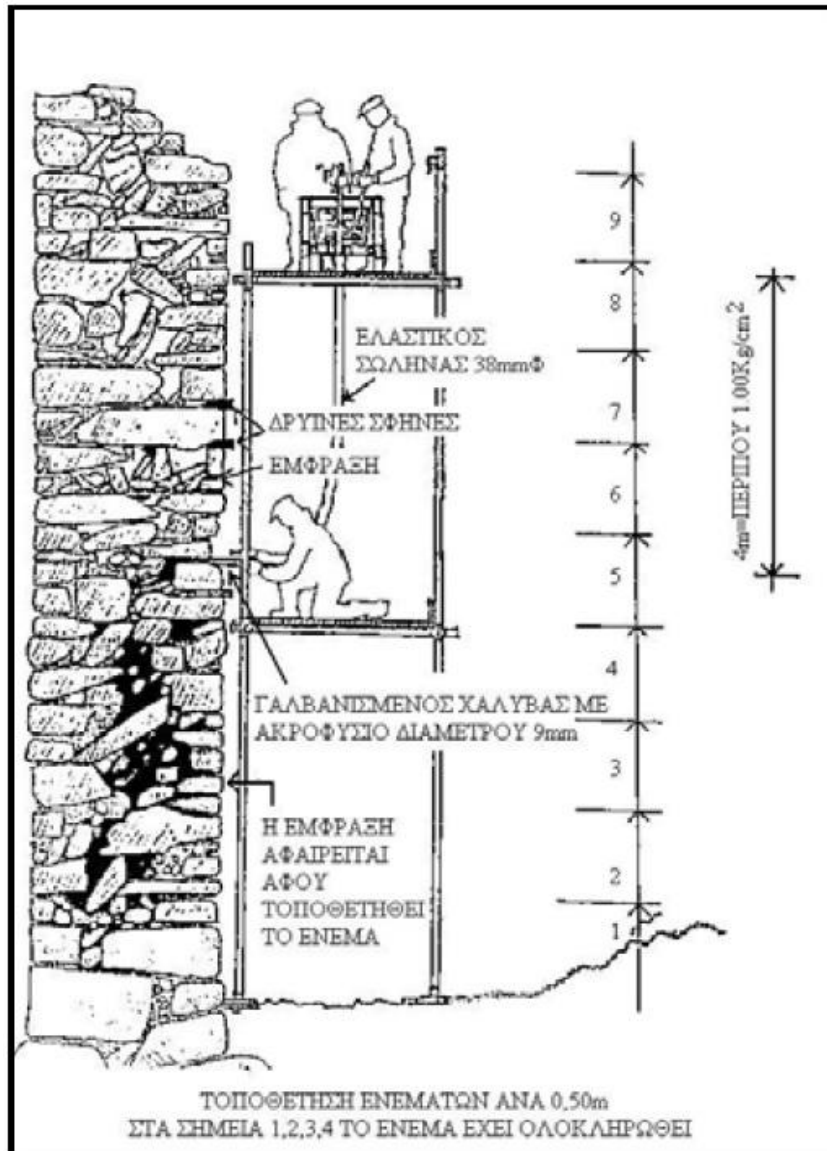 9
8
ΕΛΑΣΤΙΚΟΣ
ΣΩΛΗΝΑΣ 38mmΦ
7
ΔΡΥΪΝΕΣ ΣΦΗΝΕΣ
ΕΜΦΡΑΞΗ
6
4m=ΠΕΡΙΠΟΥ 1.00Kg/cm²
5
4
ΓΑΛΒΑΝΙΣΜΕΝΟΣ ΧΑΛΥΒΑΣ ΜΕ
ΑΚΡΟΦΥΣΙΟ ΔΙΑΜΕΤΡΟΥ 9mm
3
Η ΕΜΦΡΑΞΗ
ΑΦΑΙΡΕΙΤΑΙ
ΑΦΟΥ
ΤΟΠΟΘΕΤΗΘΕΙ
ΤΟ ΕΝΕΜΑ
2
1
ΤΟΠΟΘΕΤΗΣΗ ΕΝΕΜΑΤΩΝ ΑΝΑ 0,50m
ΣΤΑ ΣΗΜΕΙΑ 1,2,3,4 ΤΟ ΕΝΕΜΑ ΕΧΕΙ ΟΛΟΚΛΗΡΩΘΕΙ